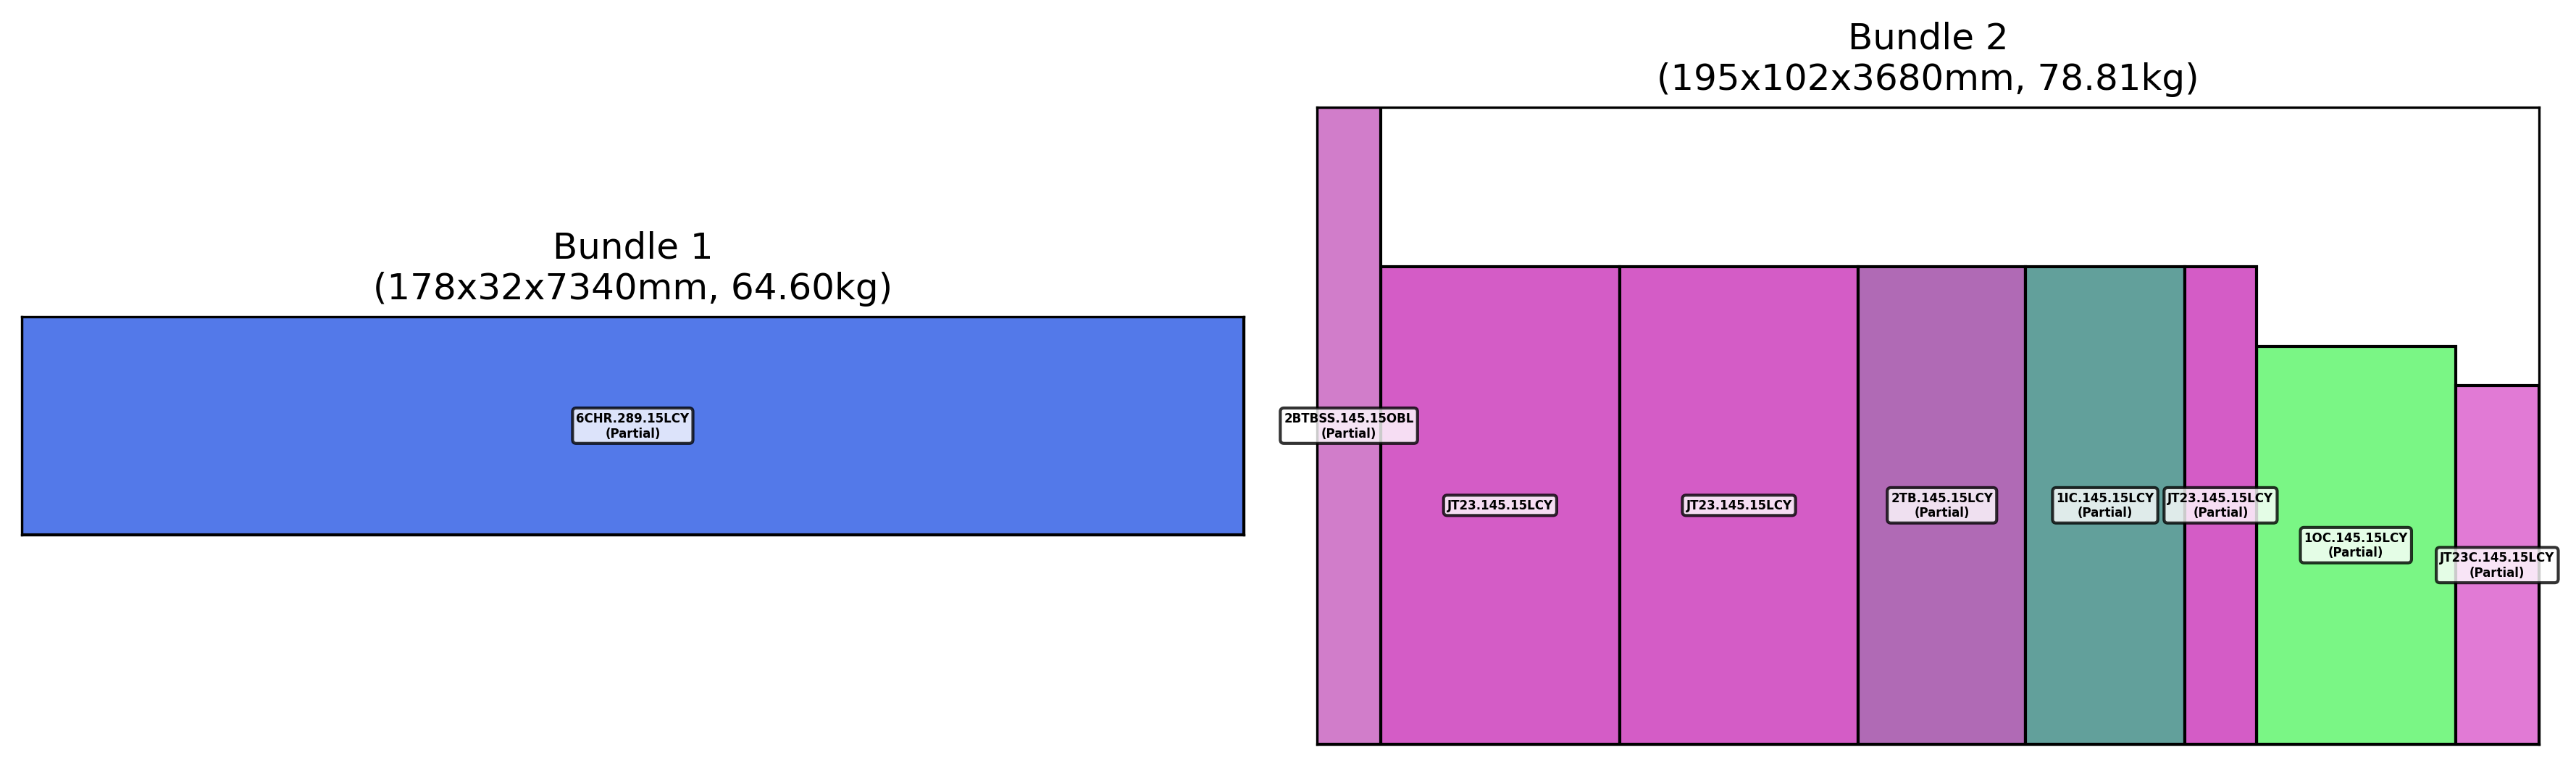 Bundle 1
(178x32x7340mm, 64.60kg)
6CHR.289.15LCY
(Partial)
Bundle 2
(195x102x3680mm, 78.81kg)
2BTBSS.145.15OBL
(Partial)
JT23.145.15LCY
JT23.145.15LCY
2TB.145.15LCY
(Partial)
1IC.145.15LCY
(Partial)
JT23.145.15LCY
(Partial)
1OC.145.15LCY
(Partial)
JT23C.145.15LCY
(Partial)